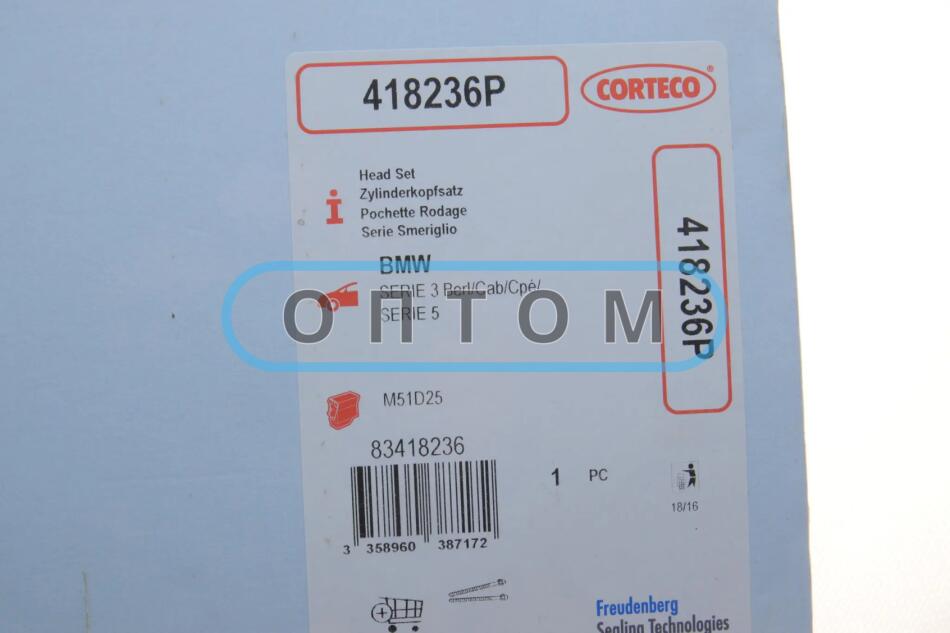 418236P
CORTECO®
Head Set
Zylinderkopfsatz
Pochette Rodage
Serie Smeriglio
418236P
BMW
SERIE 3 Berl/Cab/Cpé/
SERIE 5
ОПТОМ
M51D25
83418236
1 PC
18/16
3 358960 387172
Freudenberg
Sealing Technologies